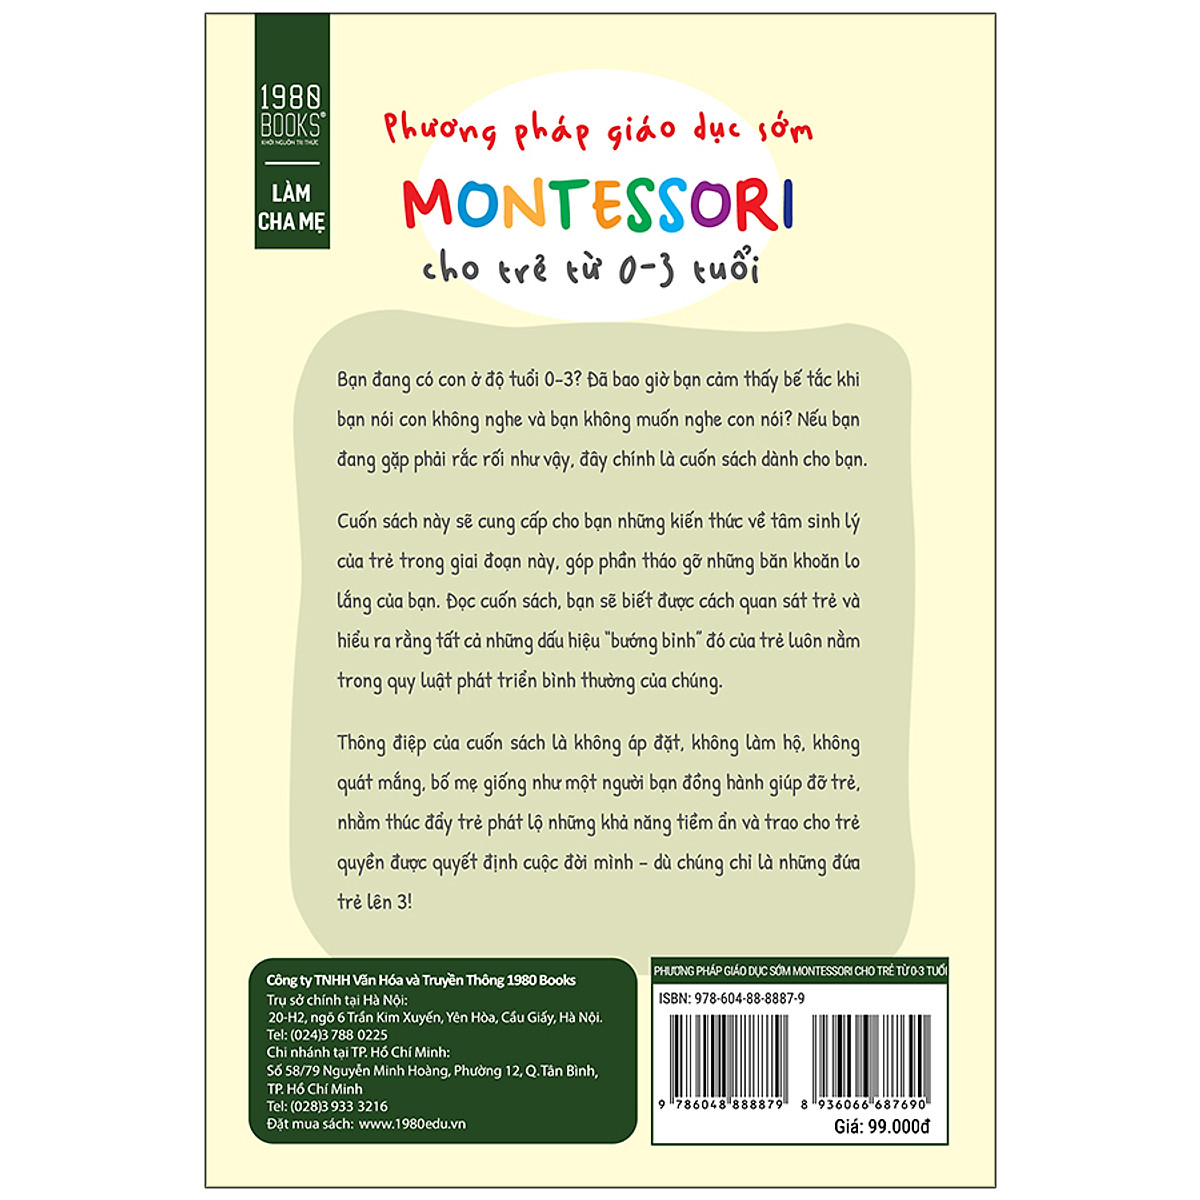 1980
BOOKS®
KHƠI NGUỒN TRI THỨC
LÀM
CHA MẸ
Phương pháp giáo dục sớm
MONTESSORI
cho trẻ từ 0-3 tuổi
Bạn đang có con ở độ tuổi 0-3? Đã bao giờ bạn cảm thấy bế tắc khi
bạn nói con không nghe và bạn không muốn nghe con nói? Nếu bạn
đang gặp phải rắc rối như vậy, đây chính là cuốn sách dành cho bạn.
Cuốn sách này sẽ cung cấp cho bạn những kiến thức về tâm sinh lý
của trẻ trong giai đoạn này, góp phần tháo gỡ những băn khoăn lo
lắng của bạn. Đọc cuốn sách, bạn sẽ biết được cách quan sát trẻ và
hiểu ra rằng tất cả những dấu hiệu "bướng bỉnh" đó của trẻ luôn nằm
trong quy luật phát triển bình thường của chúng.
Thông điệp của cuốn sách là không áp đặt, không làm hộ, không
quát mắng, bố mẹ giống như một người bạn đồng hành giúp đỡ trẻ,
nhằm thúc đẩy trẻ phát lộ những khả năng tiềm ẩn và trao cho trẻ
quyền được quyết định cuộc đời mình – dù chúng chỉ là những đứa
trẻ lên 3!
Công ty TNHH Văn Hóa và Truyền Thông 1980 Books
Trụ sở chính tại Hà Nội:
20-H2, ngõ 6 Trần Kim Xuyến, Yên Hòa, Cầu Giấy, Hà Nội.
Tel: (024)3 788 0225
Chi nhánh tại TP. Hồ Chí Minh:
Số 58/79 Nguyễn Minh Hoàng, Phường 12, Q.Tân Bình,
TP. Hồ Chí Minh
Tel: (028)3 933 3216
Đặt mua sách: www.1980edu.vn
PHƯƠNG PHÁP GIÁO DỤC SỚM MONTESSORI CHO TRẺ TỪ 0-3 TUỔI
ISBN: 978-604-88-8887-9
9 786048 888879
8 936066 687690
Giá: 99.000đ